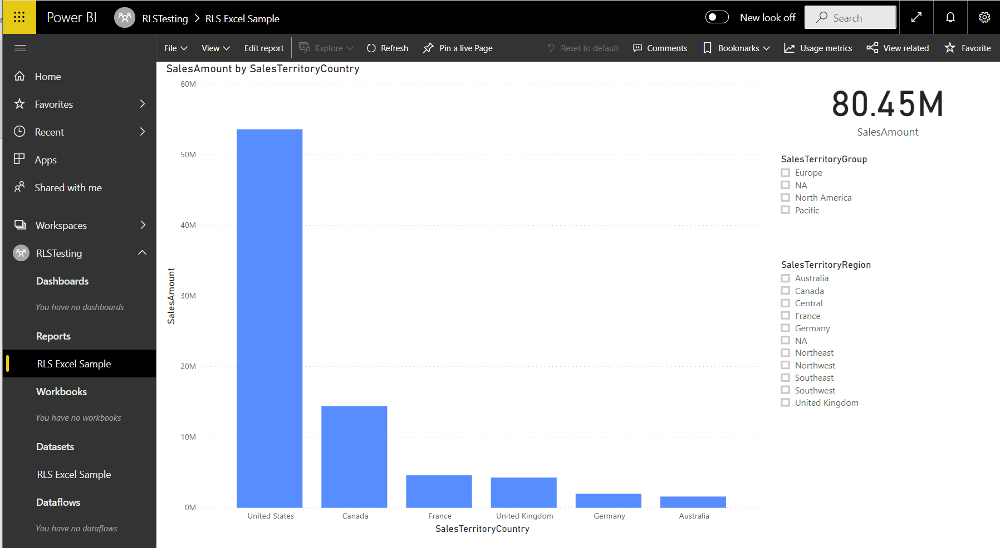 Power BI
RLSTesting > RLS Excel Sample
New look off
Search
File
View
Edit report
Explore
Refresh
Pin a live Page
Reset to default
Comments
Bookmarks
Usage metrics
View related
Favorite
Home
Favorites
Recent
Apps
Shared with me
Workspaces
RLSTesting
Dashboards
You have no dashboards
Reports
RLS Excel Sample
Workbooks
You have no workbooks
Datasets
RLS Excel Sample
Dataflows
You have no dataflows
SalesAmount by SalesTerritoryCountry
60M
50M
40M
30M
20M
10M
0M
SalesAmount
United States
Canada
France
United Kingdom
Germany
Australia
SalesTerritoryCountry
80.45M
SalesAmount
SalesTerritoryGroup
Europe
NA
North America
Pacific
SalesTerritoryRegion
Australia
Canada
Central
France
Germany
NA
Northeast
Northwest
Southeast
Southwest
United Kingdom